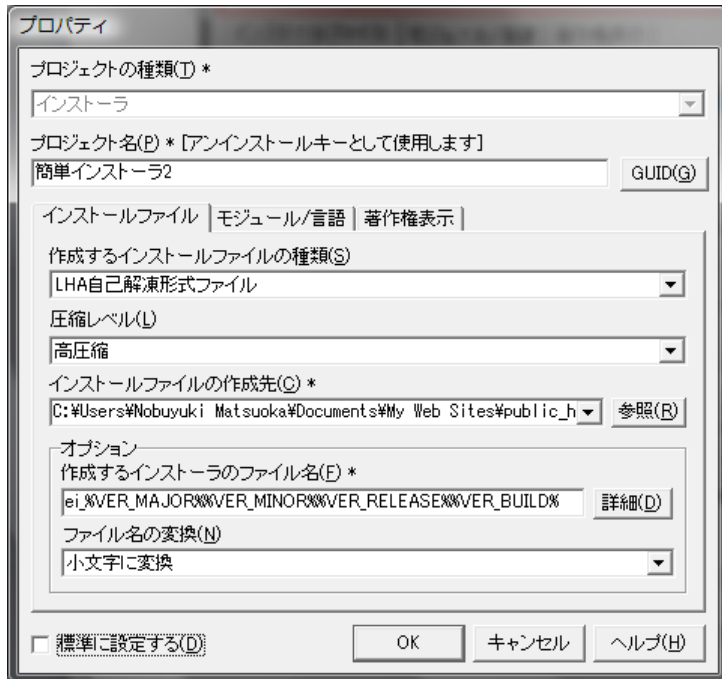 プロパティ
プロジェクトの種類(T) *
インストーラ
プロジェクト名(P) * [アンインストールキーとして使用します]
簡単インストーラ2
GUID(G)
インストールファイル
モジュール/言語
著作権表示
作成するインストールファイルの種類(S)
LHA自己解凍形式ファイル
圧縮レベル(L)
高圧縮
インストールファイルの作成先(C) *
C:¥Users¥Nobuyuki Matsuoka¥Documents¥My Web Sites¥public_h
参照(R)
オプション
作成するインストーラのファイル名(F) *
ei_%VER_MAJOR%%VER_MINOR%%VER_RELEASE%%VER_BUILD%
詳細(D)
ファイル名の変換(N)
小文字に変換
標準に設定する(D)
OK
キャンセル
ヘルプ(H)